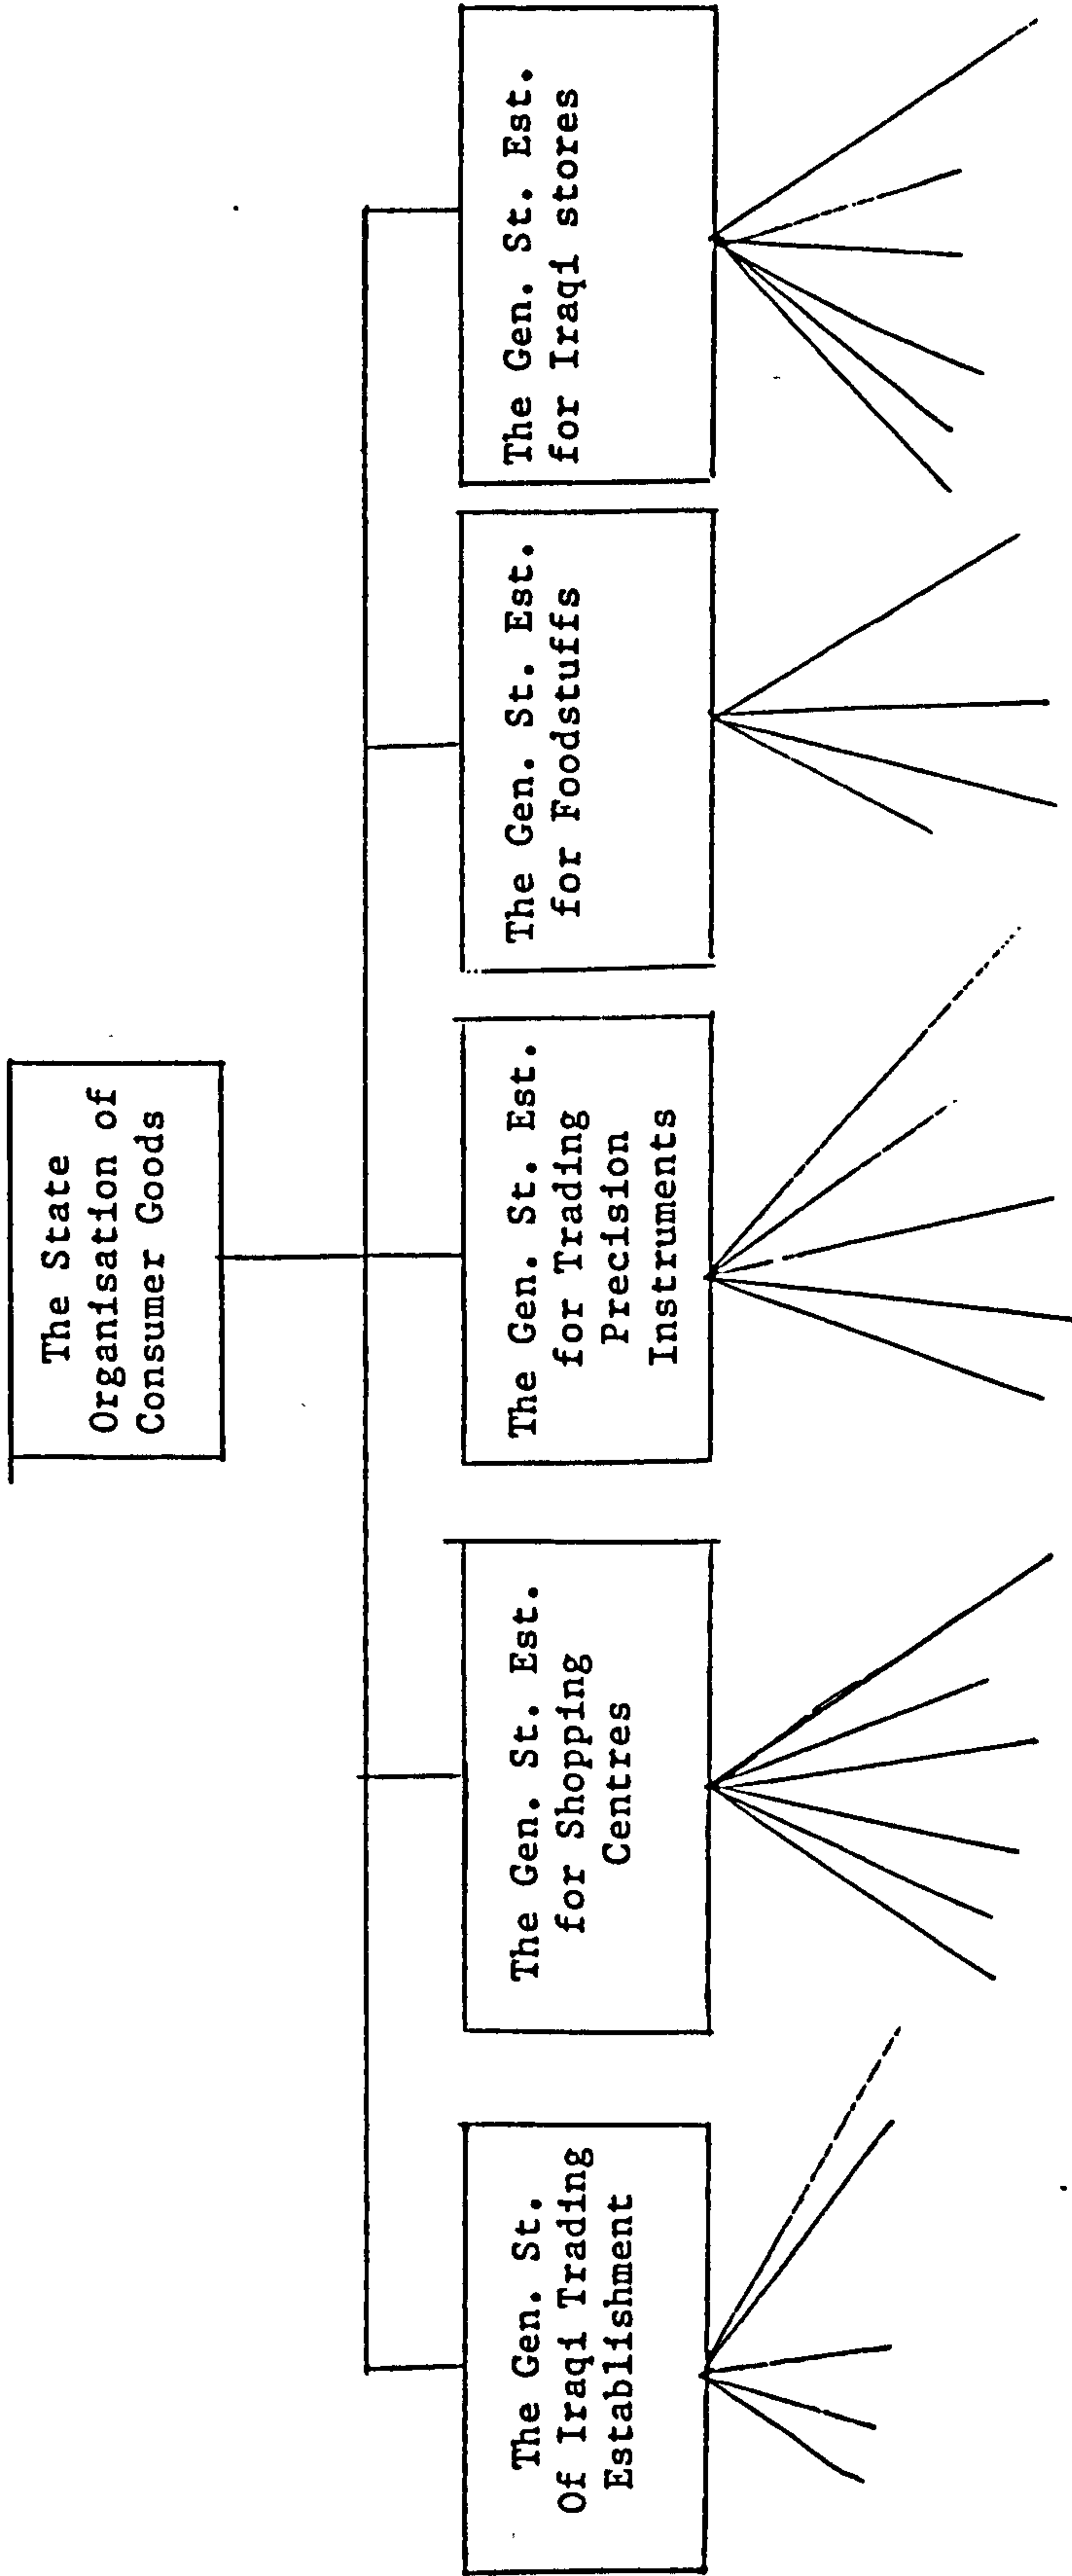 The State
Organisation of
Consumer Goods
The Gen. St.
Of Iraqi Trading
Establishment
The Gen. St. Est.
for Shopping
Centres
The Gen. St. Est.
for Trading
Precision
Instruments
The Gen. St. Est.
for Foodstuffs
The Gen. St. Est.
for Iraqi stores